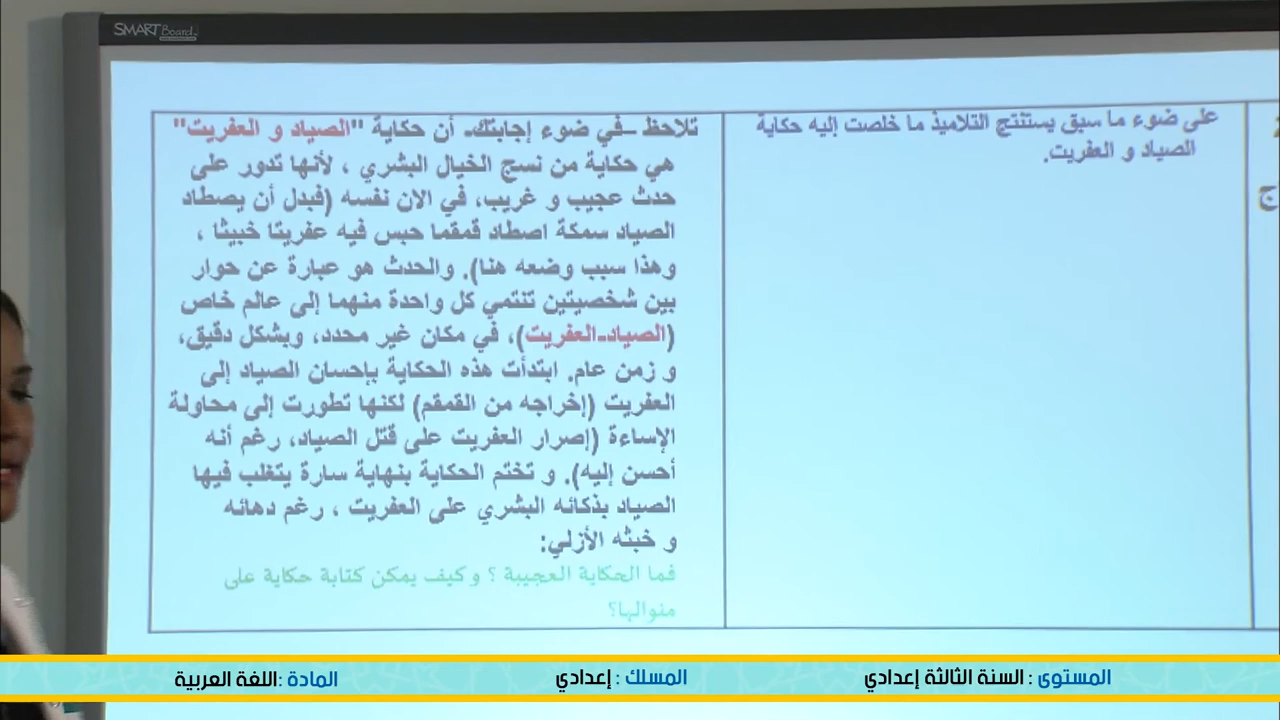 SMART Board
على ضوء ما سبق يستنتج التلاميذ ما خلصت إليه حكاية
الصياد و العفريت.
تلاحظ –في ضوء إجابتك- أن حكاية "الصياد و العفريت"
هي حكاية من نسج الخيال البشري ، لأنها تدور على
حدث عجيب و غريب، في الان نفسه (فبدل أن يصطاد
الصياد سمكة اصطاد قمقما حبس فيه عفريتا خبيثا ،
وهذا سبب وضعه هنا). والحدث هو عبارة عن حوار
بين شخصيتين تنتمي كل واحدة منهما إلى عالم خاص
(الصياد-العفريت)، في مكان غير محدد، وبشكل دقيق،
و زمن عام. ابتدأت هذه الحكاية بإحسان الصياد إلى
العفريت (إخراجه من القمقم) لكنها تطورت إلى محاولة
الإساءة (إصرار العفريت على قتل الصياد، رغم أنه
أحسن إليه). و تختم الحكاية بنهاية سارة يتغلب فيها
الصياد بذكائه البشري على العفريت ، رغم دهائه
و خبثه الأزلي:
فما الحكاية العجيبة ؟ وكيف يمكن كتابة حكاية على
منوالها؟
المستوى : السنة الثالثة إعدادي
المسلك : إعدادي
المادة : اللغة العربية